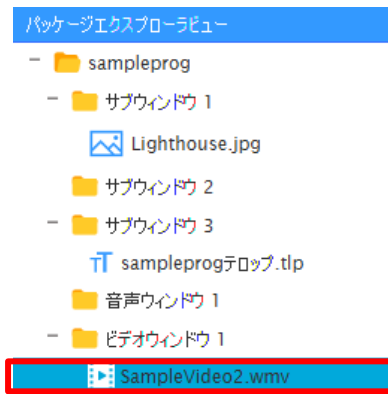 パッケージエクスプローラビュー
sampleprog
サブウィンドウ 1
Lighthouse.jpg
サブウィンドウ 2
サブウィンドウ 3
sampleprogテロップ.tlp
音声ウィンドウ 1
ビデオウィンドウ 1
SampleVideo2.wmv